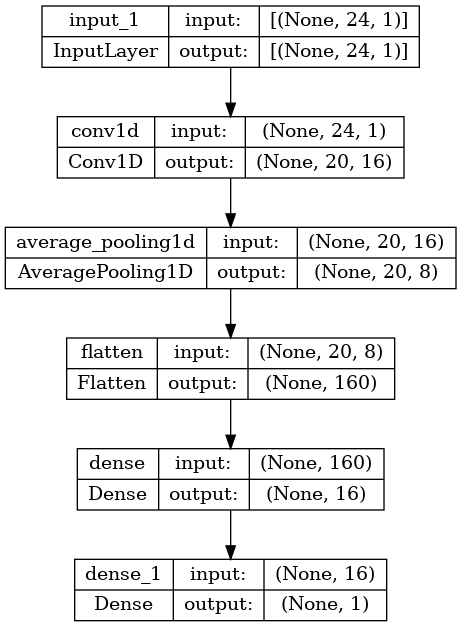 input_1 input: [(None, 24, 1)]
InputLayer output: [(None, 24, 1)]
conv1d input: (None, 24, 1)
Conv1D output: (None, 20, 16)
average_pooling1d input: (None, 20, 16)
AveragePooling1D output: (None, 20, 8)
flatten input: (None, 20, 8)
Flatten output: (None, 160)
dense input: (None, 160)
Dense output: (None, 16)
dense_1 input: (None, 16)
Dense output: (None, 1)